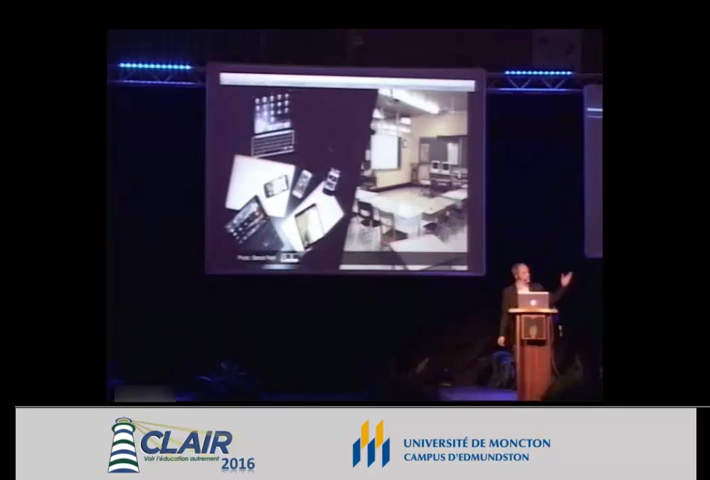 CLAIR
Voir l'éducation autrement
2016
UNIVERSITÉ DE MONCTON
CAMPUS D'EDMUNDSTON